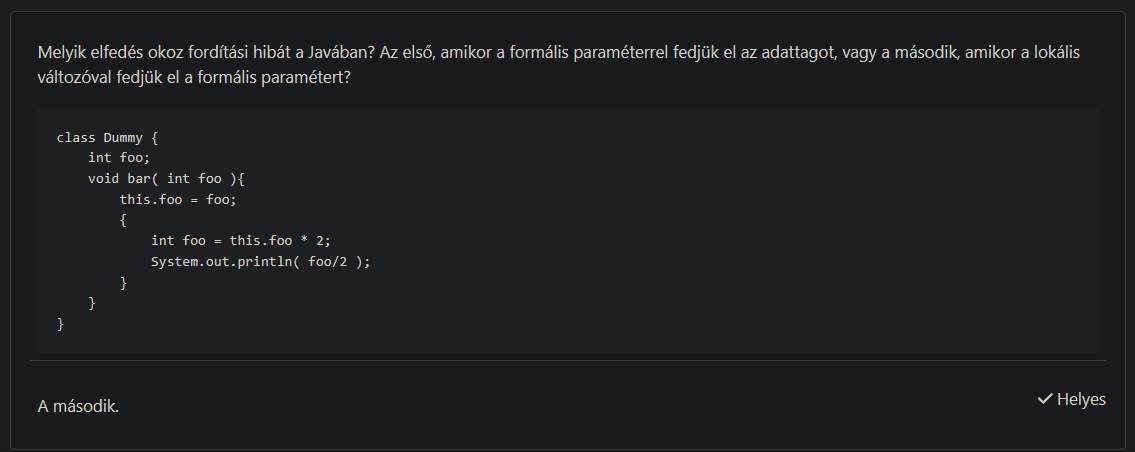 Melyik elfedés okoz fordítási hibát a Javában? Az első, amikor a formális paraméterrel fedjük el az adattagot, vagy a második, amikor a lokális
változóval fedjük el a formális paramétert?
class Dummy {
    int foo;
    void bar( int foo ){
        this.foo = foo;
        {
            int foo = this.foo * 2;
            System.out.println( foo/2 );
        }
    }
}
A második.
✓ Helyes